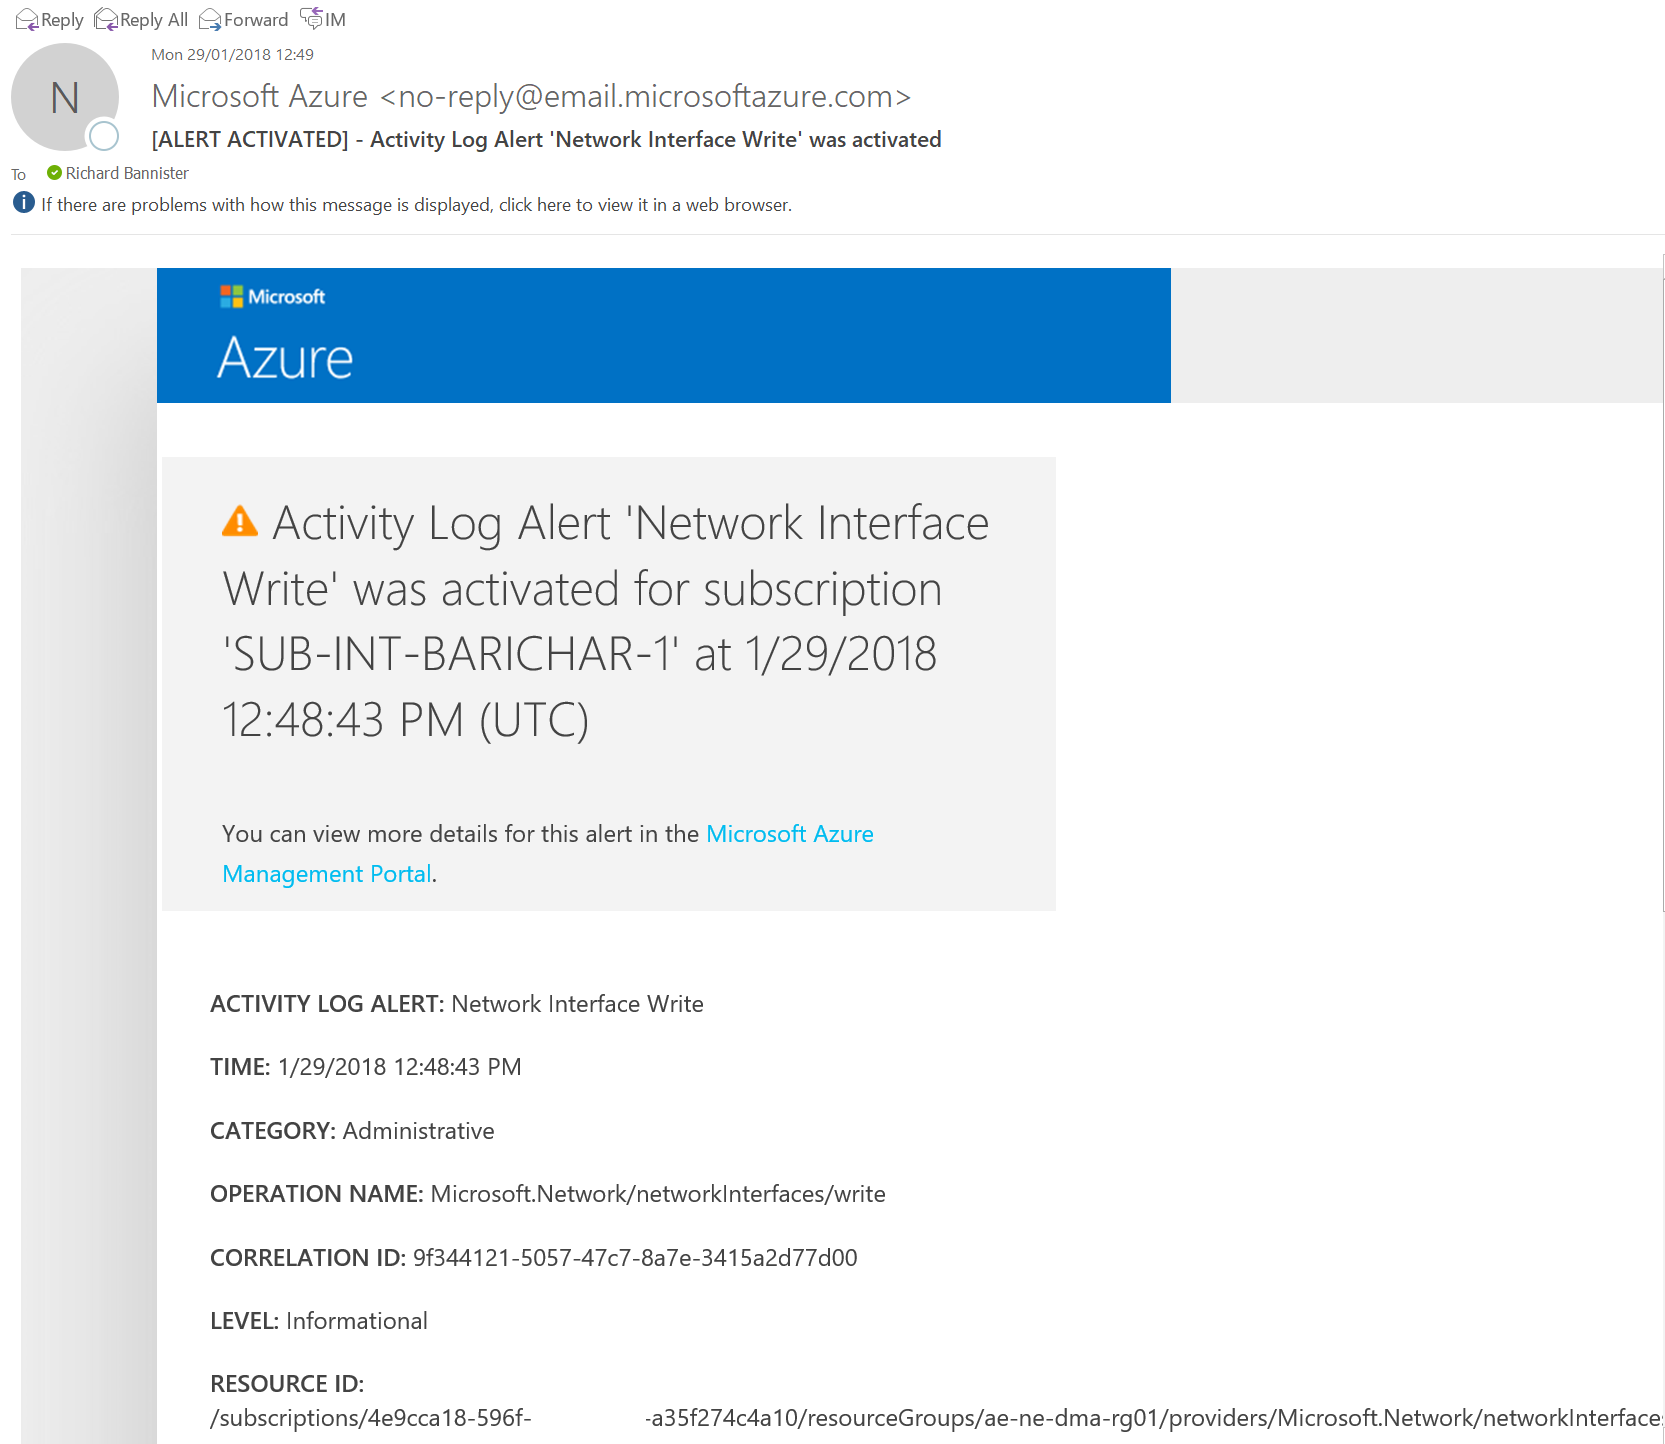 Reply Reply All Forward IM
Mon 29/01/2018 12:49
N
Microsoft Azure <no-reply@email.microsoftazure.com>
[ALERT ACTIVATED] - Activity Log Alert 'Network Interface Write' was activated
To Richard Bannister
i If there are problems with how this message is displayed, click here to view it in a web browser.
Microsoft
Azure
Activity Log Alert 'Network Interface
Write' was activated for subscription
'SUB-INT-BARICHAR-1' at 1/29/2018
12:48:43 PM (UTC)
You can view more details for this alert in the Microsoft Azure
Management Portal.
ACTIVITY LOG ALERT: Network Interface Write
TIME: 1/29/2018 12:48:43 PM
CATEGORY: Administrative
OPERATION NAME: Microsoft.Network/networkInterfaces/write
CORRELATION ID: 9f344121-5057-47c7-8a7e-3415a2d77d00
LEVEL: Informational
RESOURCE ID:
/subscriptions/4e9cca18-596f- -a35f274c4a10/resourceGroups/ae-ne-dma-rg01/providers/Microsoft.Network/networkInterfaces